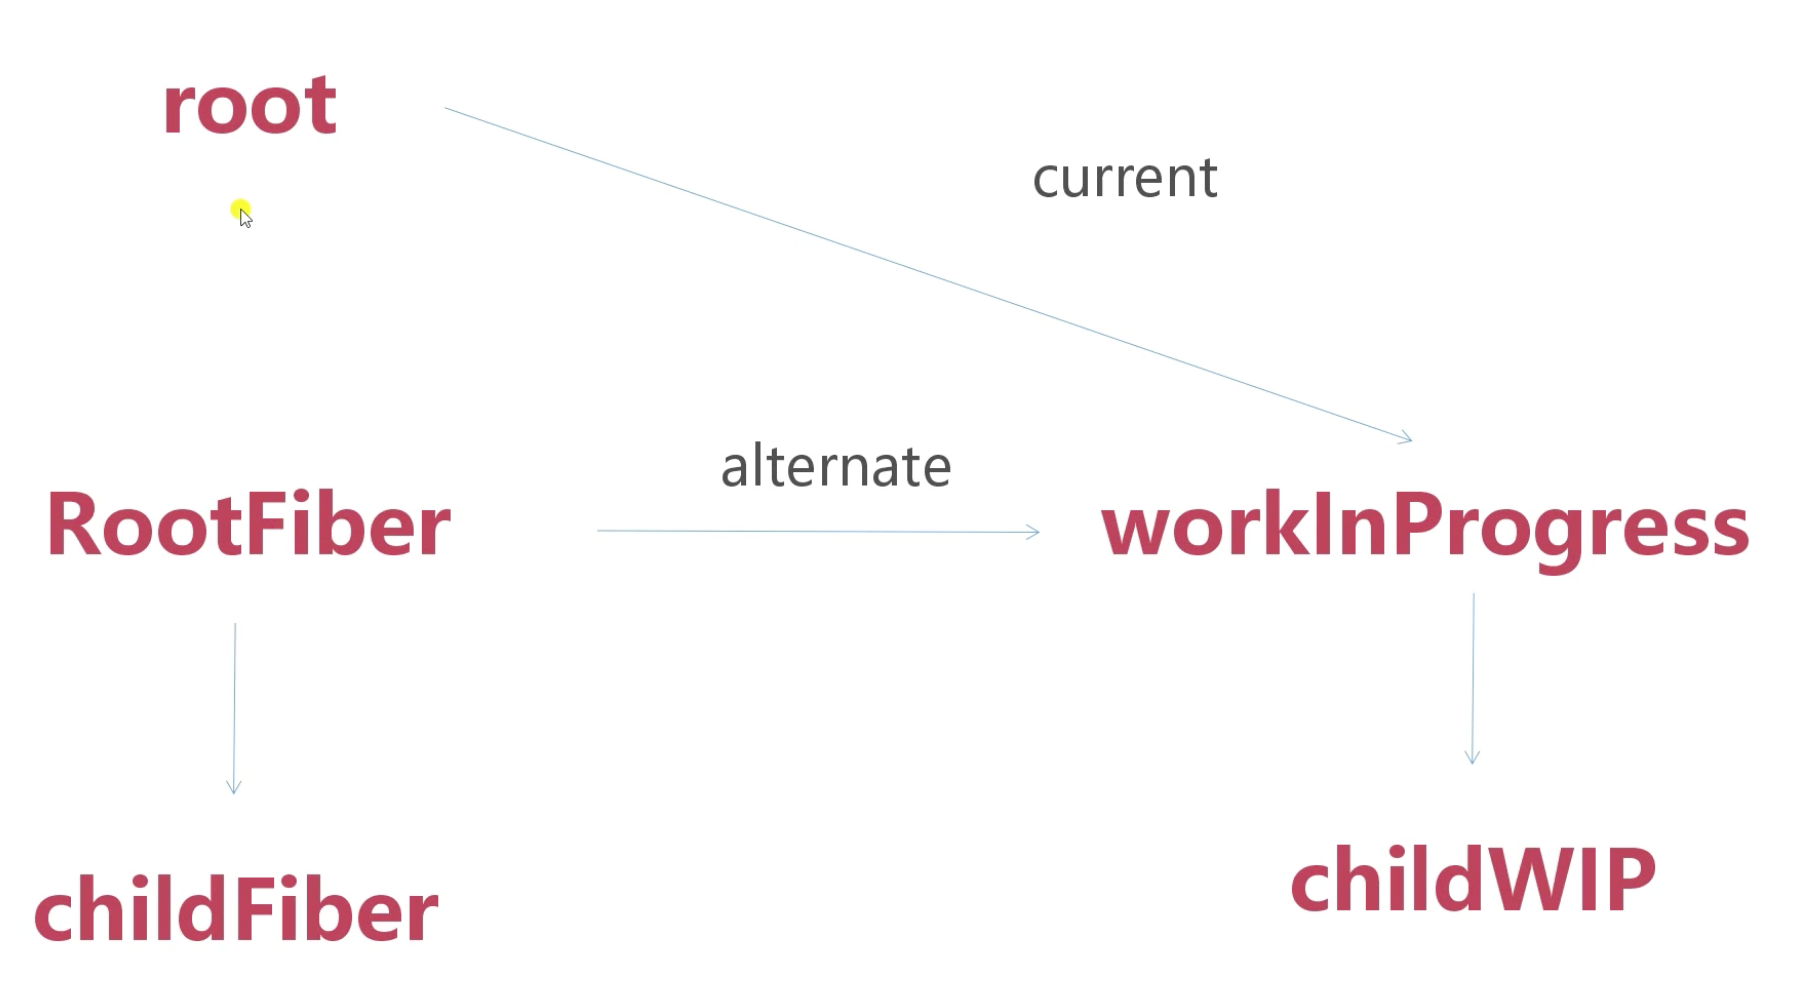 root
current
alternate
RootFiber
workInProgress
childFiber
childWIP